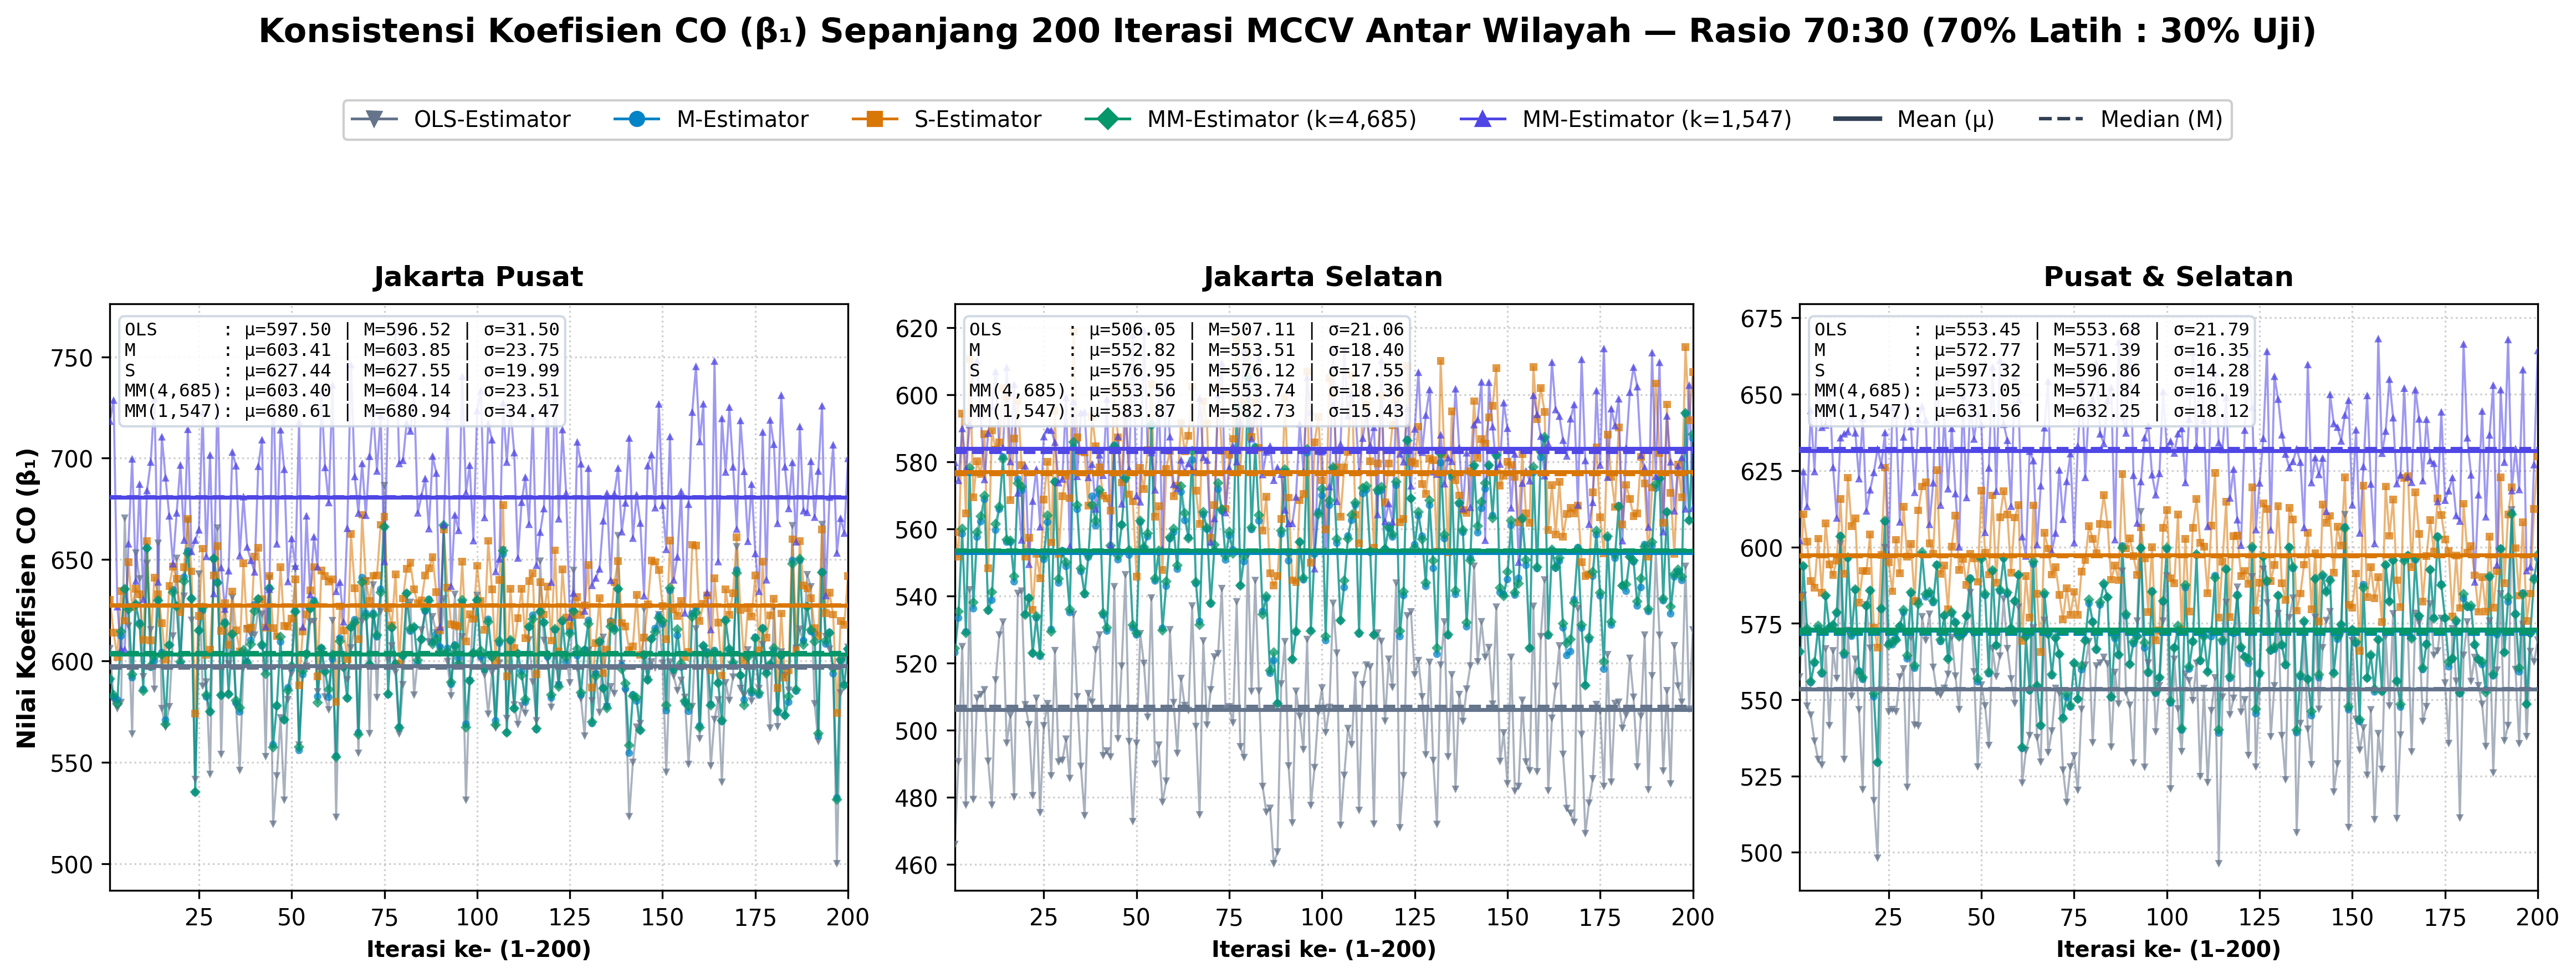 Konsistensi Koefisien CO (β₁) Sepanjang 200 Iterasi MCCV Antar Wilayah — Rasio 70:30 (70% Latih : 30% Uji)
OLS-Estimator M-Estimator S-Estimator MM-Estimator (k=4,685) MM-Estimator (k=1,547) Mean (μ) Median (M)
Jakarta Pusat
OLS : μ=597.50 | M=596.52 | σ=31.50
M : μ=603.41 | M=603.85 | σ=23.75
S : μ=627.44 | M=627.55 | σ=19.99
MM(4,685): μ=603.40 | M=604.14 | σ=23.51
MM(1,547): μ=680.61 | M=680.94 | σ=34.47
Nilai Koefisien CO (β₁)
750
700
650
600
550
500
25 50 75 100 125 150 175 200
Iterasi ke- (1–200)
Jakarta Selatan
OLS : μ=506.05 | M=507.11 | σ=21.06
M : μ=552.82 | M=553.51 | σ=18.40
S : μ=576.95 | M=576.12 | σ=17.55
MM(4,685): μ=553.56 | M=553.74 | σ=18.36
MM(1,547): μ=583.87 | M=582.73 | σ=15.43
620
600
580
560
540
520
500
480
460
25 50 75 100 125 150 175 200
Iterasi ke- (1–200)
Pusat & Selatan
OLS : μ=553.45 | M=553.68 | σ=21.79
M : μ=572.77 | M=571.39 | σ=16.35
S : μ=597.32 | M=596.86 | σ=14.28
MM(4,685): μ=573.05 | M=571.84 | σ=16.19
MM(1,547): μ=631.56 | M=632.25 | σ=18.12
675
650
625
600
575
550
525
500
25 50 75 100 125 150 175 200
Iterasi ke- (1–200)